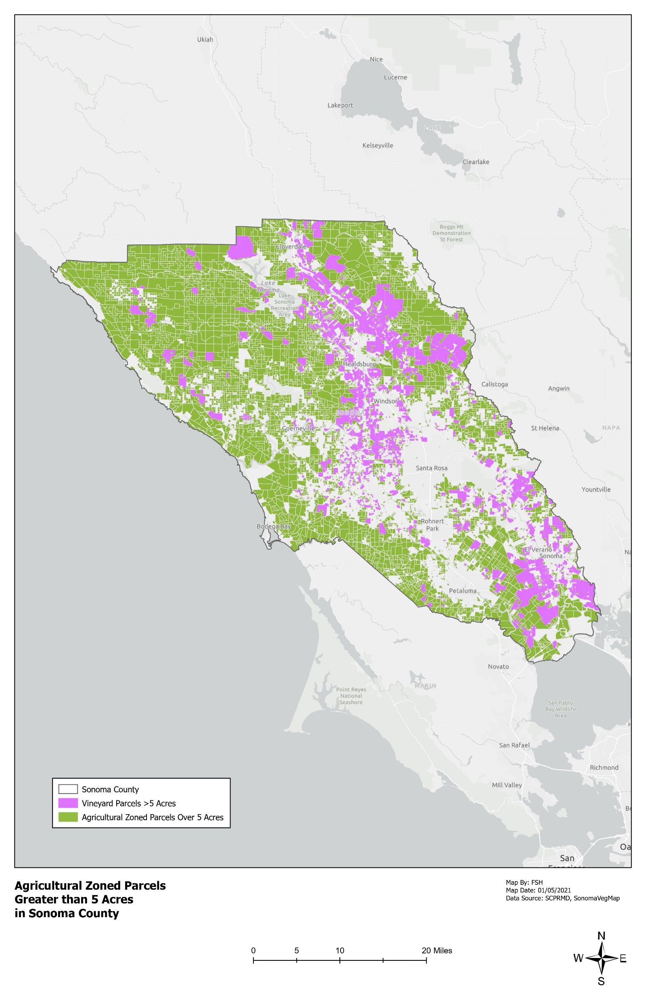 Ukiah
Nice
Lucerne
Lakeport
LAKE
Kelseyville
Clearlake
Boggs Mt
Demonstration
St Forest
Cloverdale
Lake
Sonoma
Lake
Sonoma
Recreation
Area
Healdsburg
Calistoga
Angwin
Windsor
SONOMA
Guerneville
St Helena
NAPA
Santa Rosa
Yountville
Rohnert
Park
Bodega Bay
El Verano
Sonoma
Na
Petaluma
Novato
MARIN
Point Reyes
National
Seashore
San Pablo
Bay Wildlife
Area
H
San Rafael
Richmond
Mill Valley
Be
Sonoma County
Vineyard Parcels >5 Acres
Agricultural Zoned Parcels Over 5 Acres
Oa
San
Agricultural Zoned Parcels
Greater than 5 Acres
in Sonoma County
Map By: FSH
Map Date: 01/05/2021
Data Source: SCPRMD, SonomaVegMap
N
W E
S
0 5 10 20 Miles